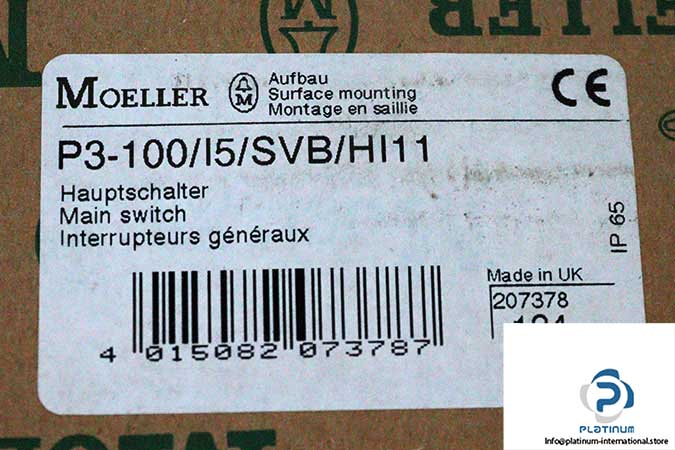 ELLER
MOELLER
M
Aufbau
Surface mounting
Montage en saillie
CE
P3-100/I5/SVB/HI11
Hauptschalter
Main switch
Interrupteurs généraux
IP 65
Made in UK
207378
4 015082 073787
PLATINUM
Info@platinum-international.store